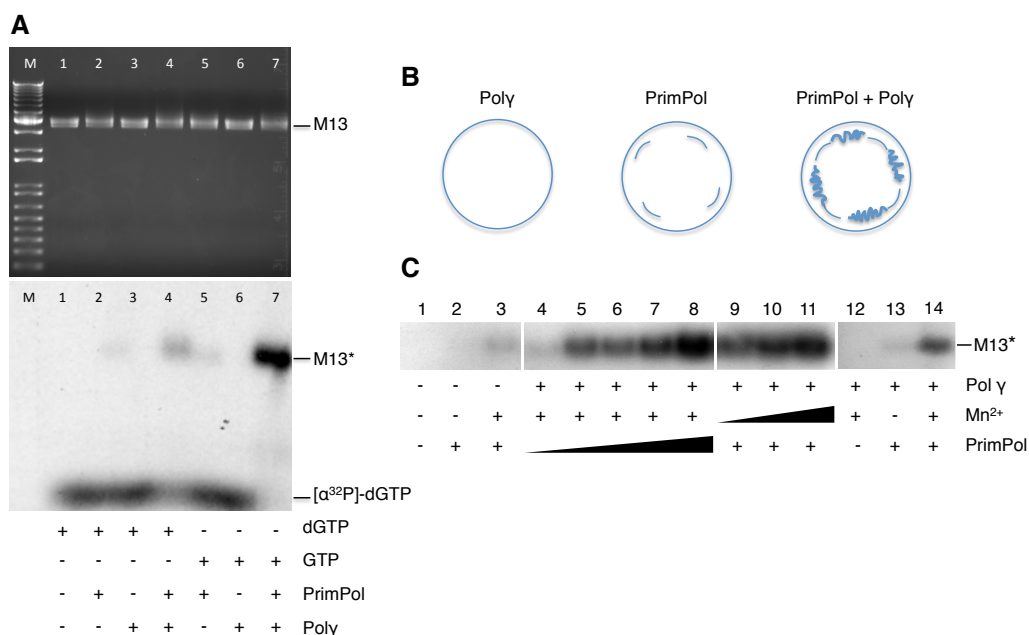 A
M 1 2 3 4 5 6 7
M13
M 1 2 3 4 5 6 7
M13*
[α³²P]-dGTP
+ + + + - - - dGTP
- - - - + + + GTP
- + - + + - + PrimPol
- - + + - + + Polγ
B
Polγ PrimPol PrimPol + Polγ
C
1 2 3 4 5 6 7 8 9 10 11 12 13 14
M13*
- - - + + + + + + + + + + + Pol γ
- - + + + + + + + - + Mn²⁺
- + + + + + - + + PrimPol